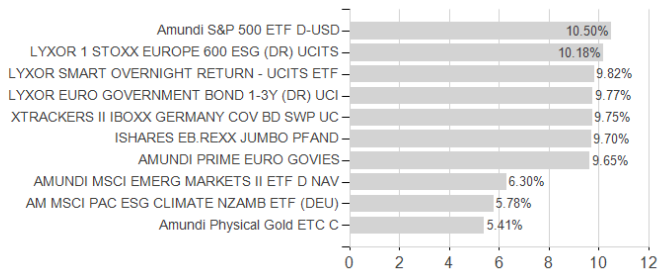 Amundi S&P 500 ETF D-USD 10.50%
LYXOR 1 STOXX EUROPE 600 ESG (DR) UCITS 10.18%
LYXOR SMART OVERNIGHT RETURN - UCITS ETF 9.82%
LYXOR EURO GOVERNMENT BOND 1-3Y (DR) UCI 9.77%
XTRACKERS II IBOXX GERMANY COV BD SWP UC 9.75%
ISHARES EB.REXX JUMBO PFAND 9.70%
AMUNDI PRIME EURO GOVIES 9.65%
AMUNDI MSCI EMERG MARKETS II ETF D NAV 6.30%
AM MSCI PAC ESG CLIMATE NZAMB ETF (DEU) 5.78%
Amundi Physical Gold ETC C 5.41%
0 2 4 6 8 10 12